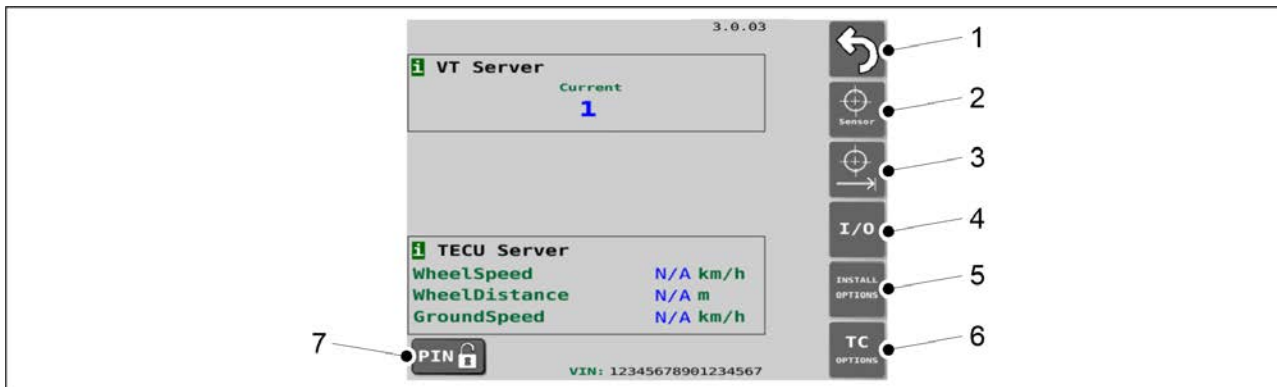 3.0.03
i VT Server
Current
1
i TECU Server
WheelSpeed N/A km/h
WheelDistance N/A m
GroundSpeed N/A km/h
PIN
VIN: 12345678901234567
Sensor
I/O
INSTALL
OPTIONS
TC
OPTIONS
1
2
3
4
5
6
7